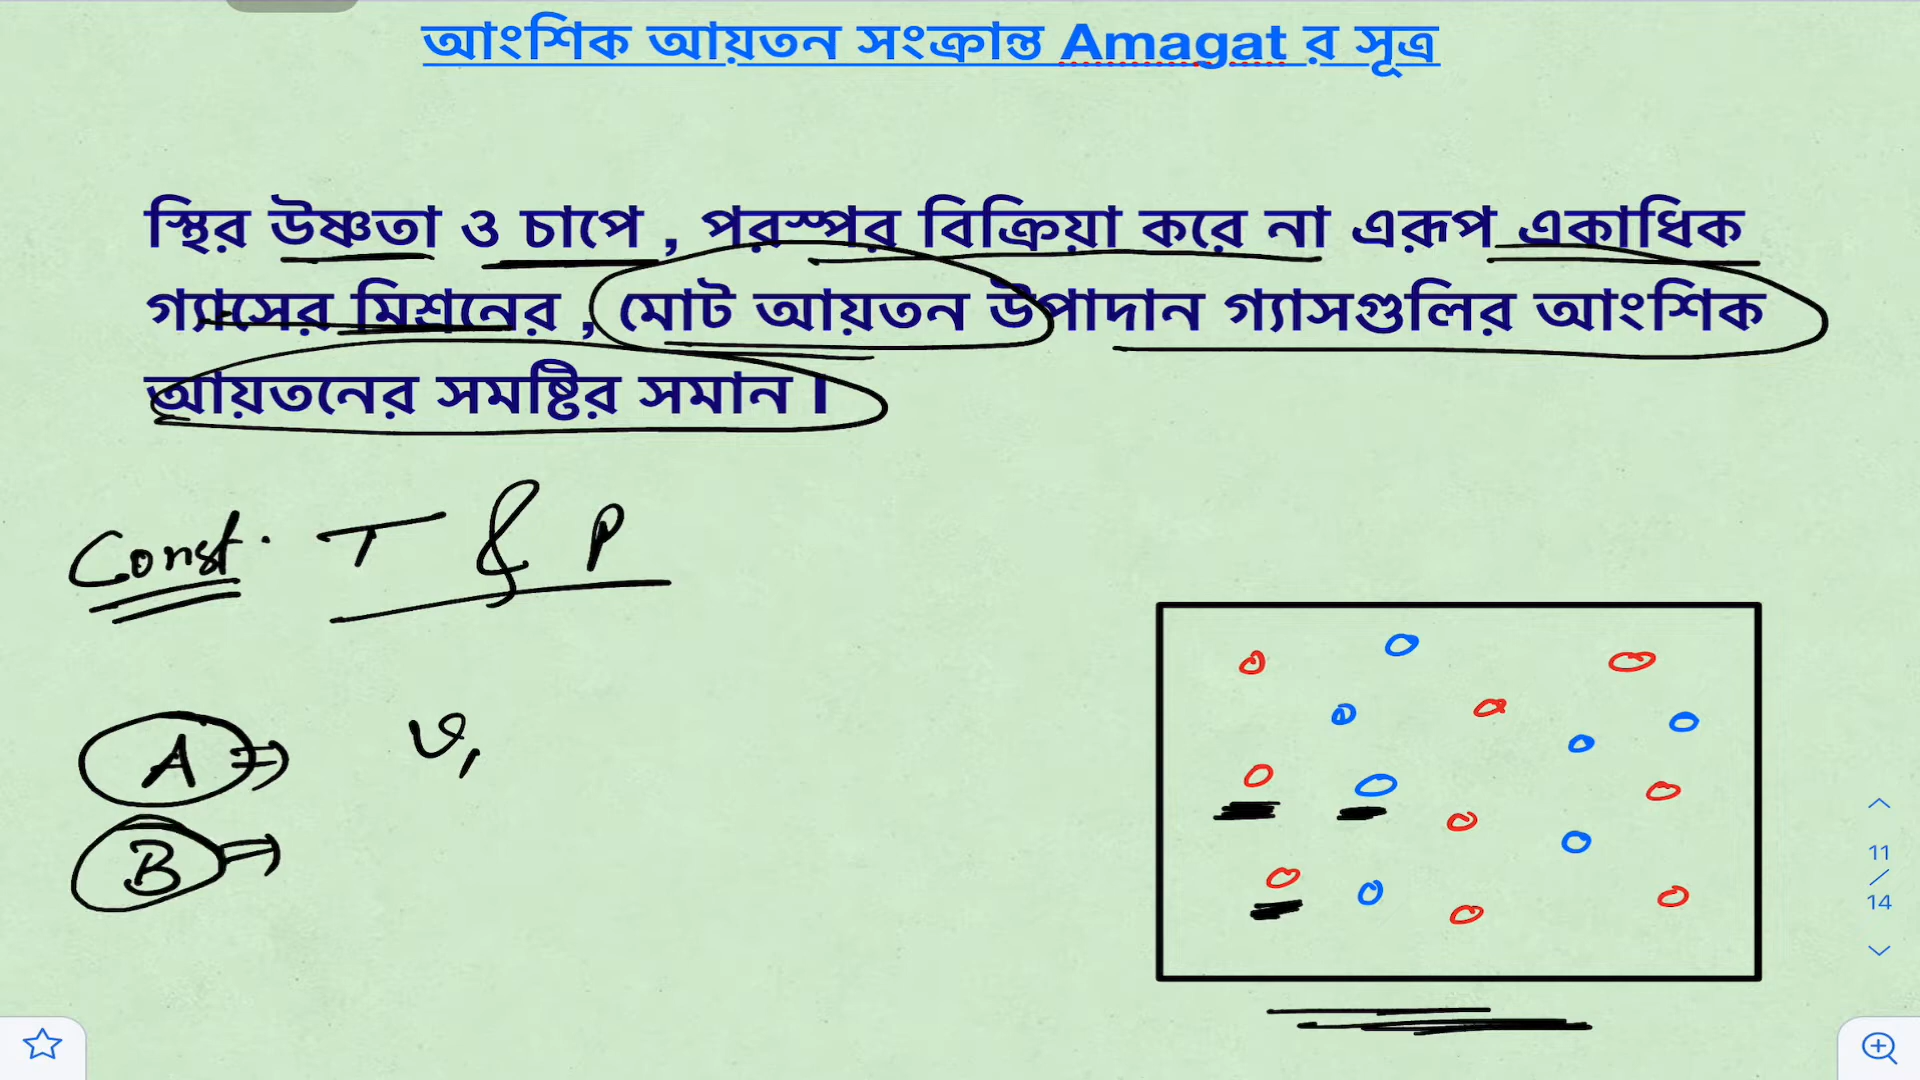 আংশিক আয়তন সংক্রান্ত Amagat র সূত্র
স্থির উষ্ণতা ও চাপে , পরস্পর বিক্রিয়া করে না এরূপ একাধিক
গ্যাসের মিশ্রনের , মোট আয়তন উপাদান গ্যাসগুলির আংশিক
আয়তনের সমষ্টির সমান ।
Const. T & P
A ⇒ v₁
B ⇒
11
/
14